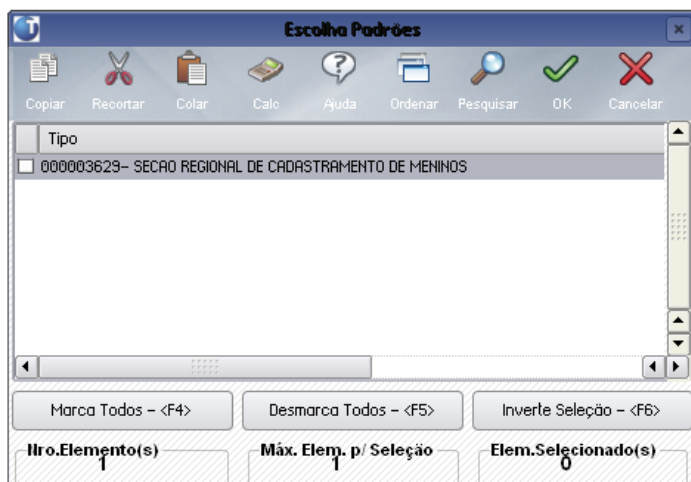 Escolha Padrões
Copiar Recortar Colar Calc Ajuda Ordenar Pesquisar OK Cancelar
Tipo
000003629- SECAO REGIONAL DE CADASTRAMENTO DE MENINOS
Marca Todos - <F4> Desmarca Todos - <F5> Inverte Seleção - <F6>
Nro.Elemento(s) Máx. Elem. p/ Seleção Elem.Selecionado(s)
1 1 0